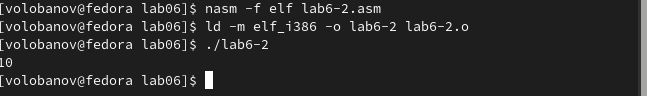 [volobanov@fedora lab06]$ nasm -f elf lab6-2.asm
[volobanov@fedora lab06]$ ld -m elf_i386 -o lab6-2 lab6-2.o
[volobanov@fedora lab06]$ ./lab6-2
10
[volobanov@fedora lab06]$